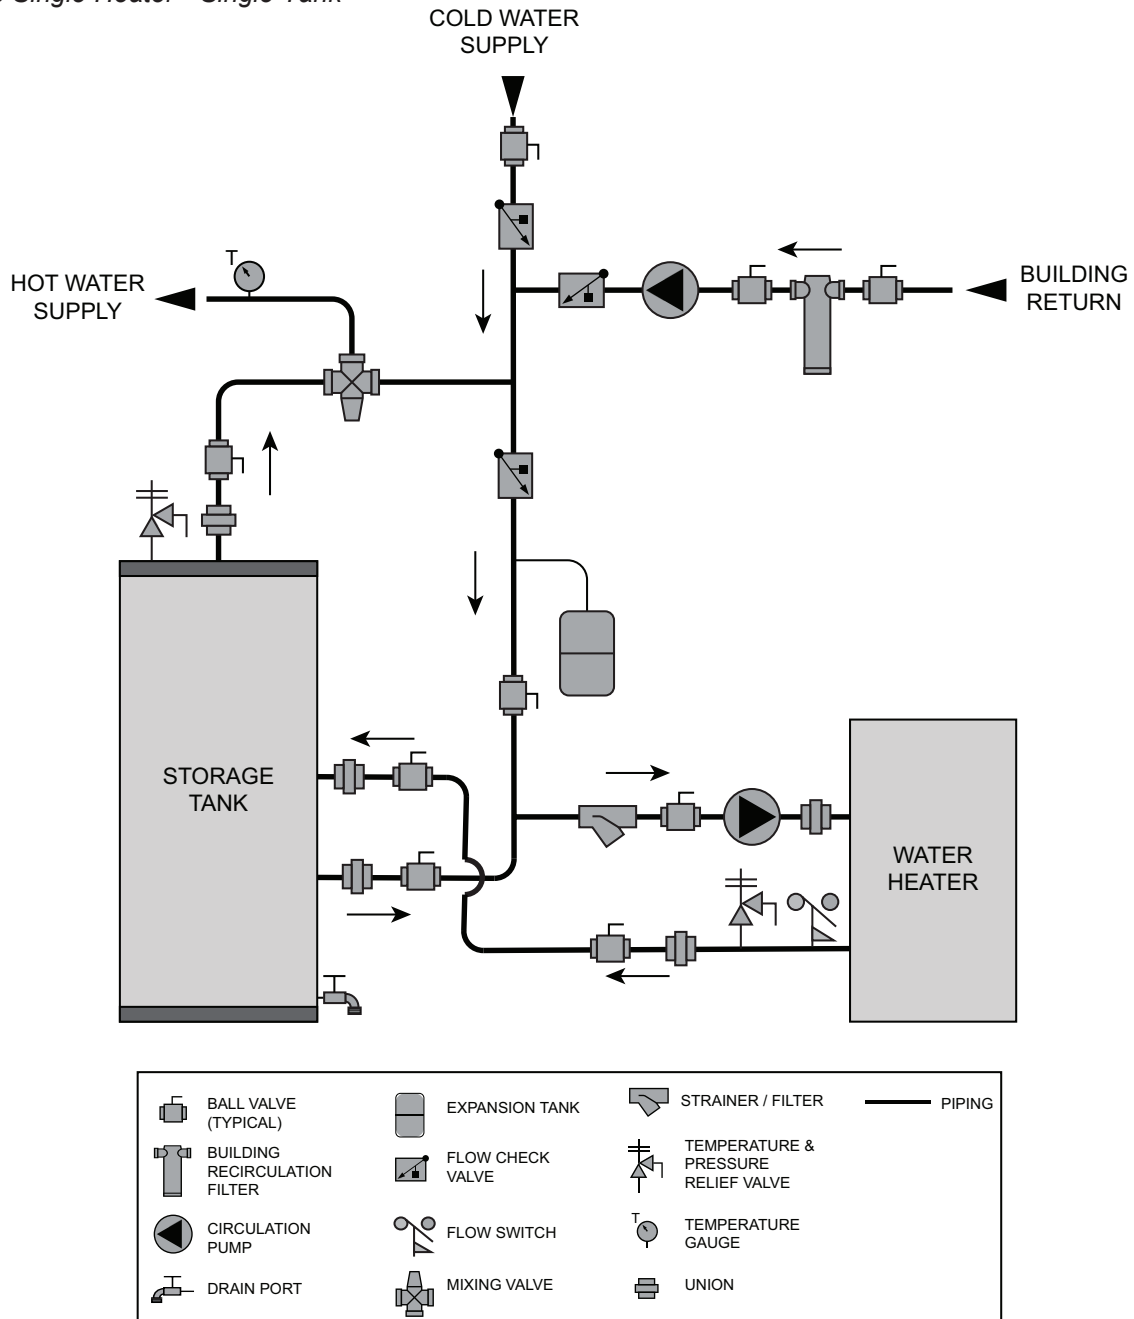 Single Heater - Single Tank
COLD WATER
SUPPLY
T
HOT WATER
SUPPLY
BUILDING
RETURN
STORAGE
TANK
WATER
HEATER
BALL VALVE
(TYPICAL)
BUILDING
RECIRCULATION
FILTER
CIRCULATION
PUMP
DRAIN PORT
EXPANSION TANK
FLOW CHECK
VALVE
FLOW SWITCH
MIXING VALVE
STRAINER / FILTER
TEMPERATURE &
PRESSURE
RELIEF VALVE
T
TEMPERATURE
GAUGE
UNION
PIPING